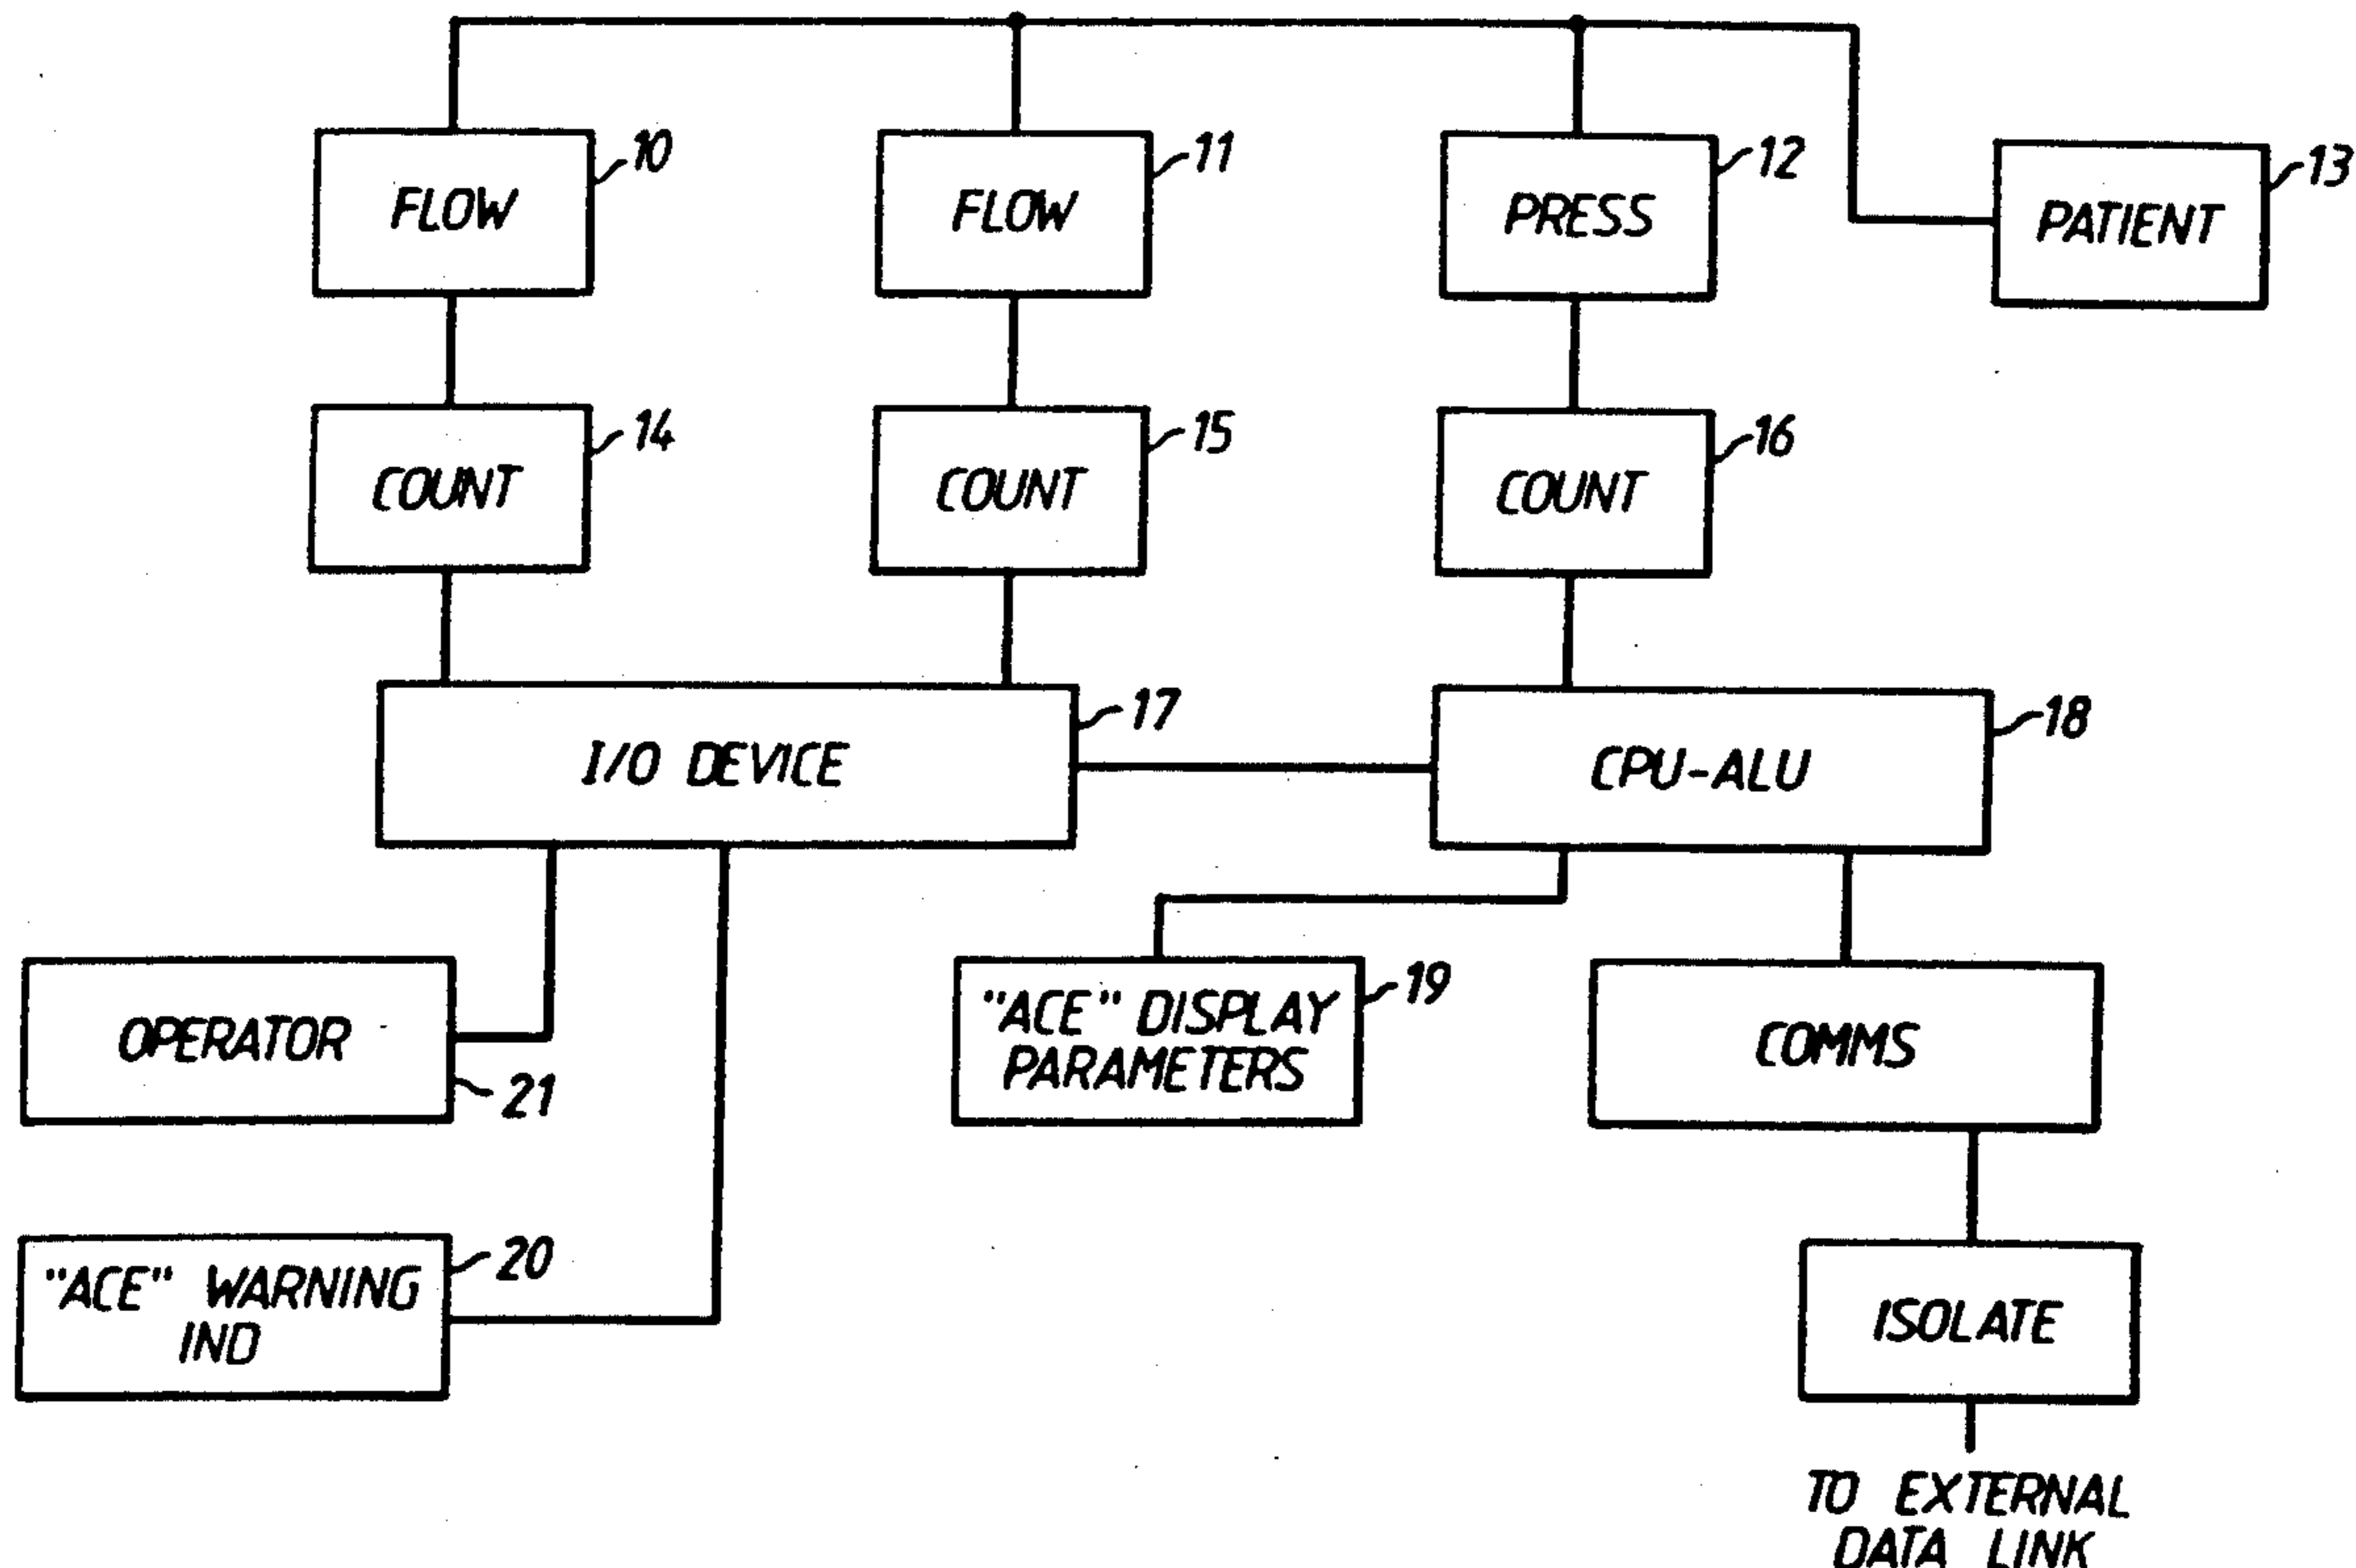 10
11
12
13
FLOW
FLOW
PRESS
PATIENT
14
15
16
COUNT
COUNT
COUNT
17
18
I/O DEVICE
CPU-ALU
19
"ACE" DISPLAY
PARAMETERS
OPERATOR
COMMS
21
20
"ACE" WARNING
IND
ISOLATE
TO EXTERNAL
DATA LINK